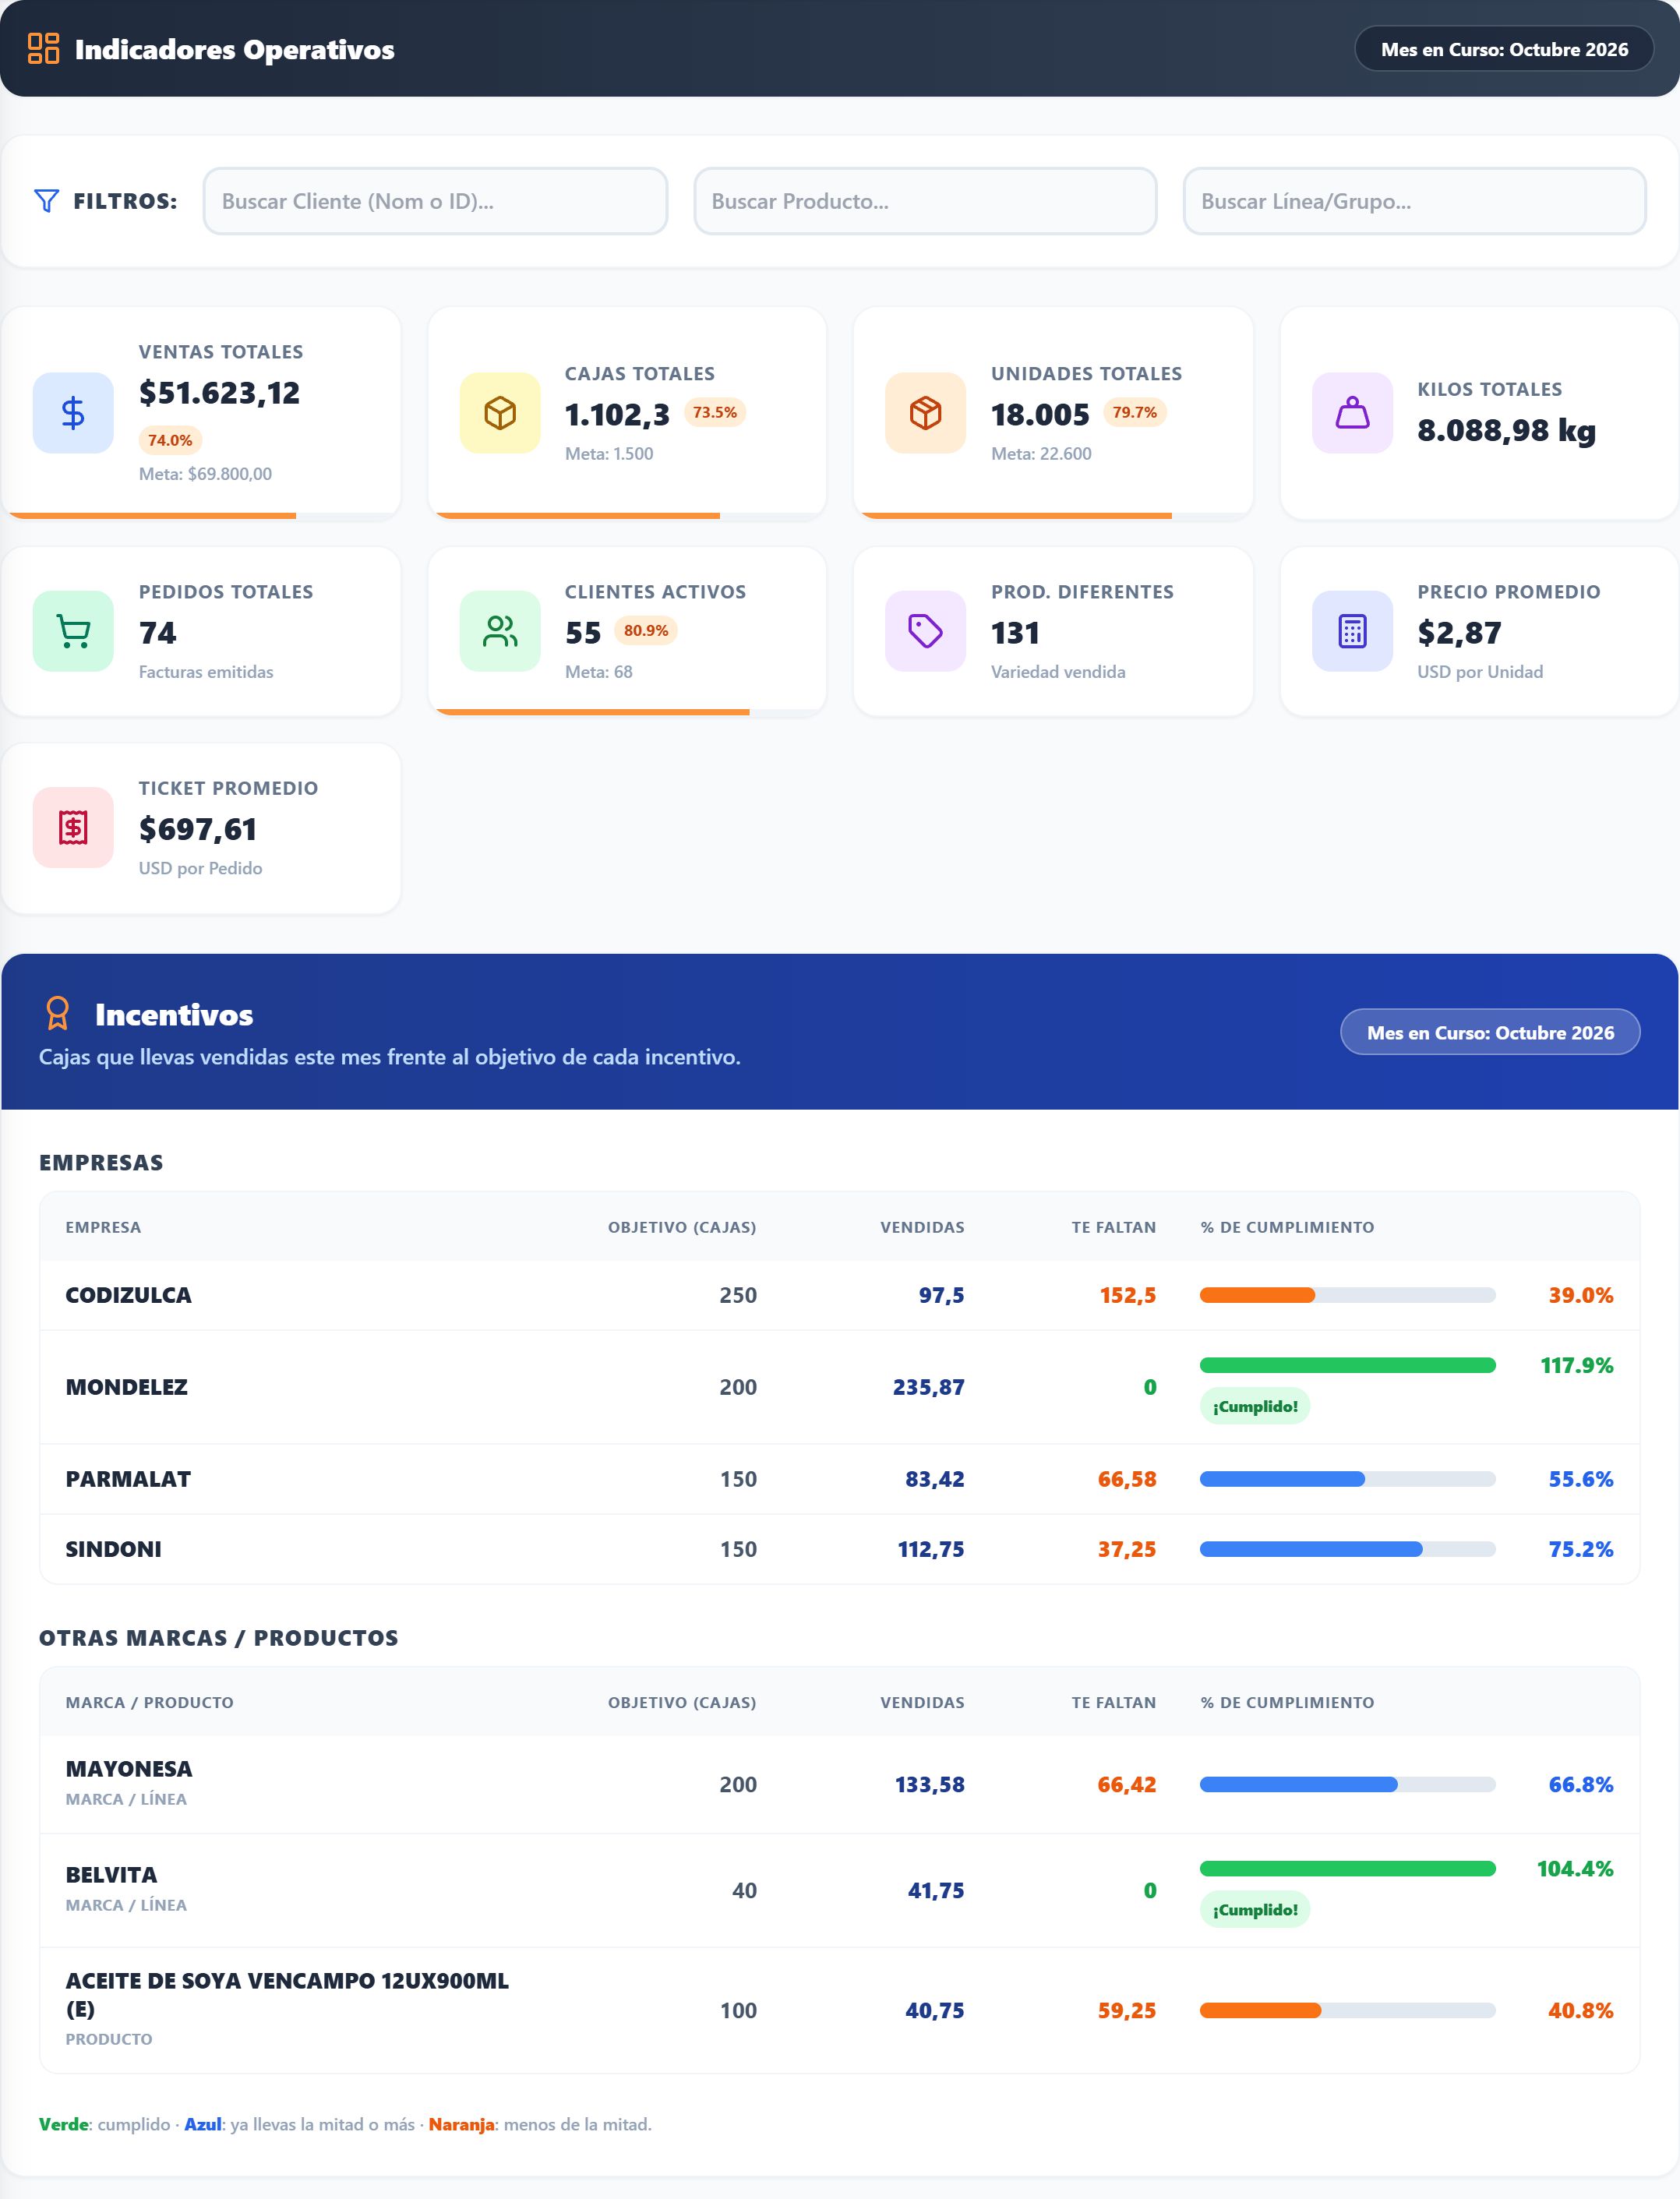 Indicadores Operativos
Mes en Curso: Octubre 2026
FILTROS:
Buscar Cliente (Nom o ID)...
Buscar Producto...
Buscar Línea/Grupo...
VENTAS TOTALES
$51.623,12
74.0%
Meta: $69.800,00
CAJAS TOTALES
1.102,3 73.5%
Meta: 1.500
UNIDADES TOTALES
18.005 79.7%
Meta: 22.600
KILOS TOTALES
8.088,98 kg
PEDIDOS TOTALES
74
Facturas emitidas
CLIENTES ACTIVOS
55 80.9%
Meta: 68
PROD. DIFERENTES
131
Variedad vendida
PRECIO PROMEDIO
$2,87
USD por Unidad
TICKET PROMEDIO
$697,61
USD por Pedido
Incentivos
Cajas que llevas vendidas este mes frente al objetivo de cada incentivo.
Mes en Curso: Octubre 2026
EMPRESAS
EMPRESA OBJETIVO (CAJAS) VENDIDAS TE FALTAN % DE CUMPLIMIENTO
CODIZULCA 250 97,5 152,5 39.0%
MONDELEZ 200 235,87 0 117.9%
¡Cumplido!
PARMALAT 150 83,42 66,58 55.6%
SINDONI 150 112,75 37,25 75.2%
OTRAS MARCAS / PRODUCTOS
MARCA / PRODUCTO OBJETIVO (CAJAS) VENDIDAS TE FALTAN % DE CUMPLIMIENTO
MAYONESA 200 133,58 66,42 66.8%
MARCA / LÍNEA
BELVITA 40 41,75 0 104.4%
MARCA / LÍNEA ¡Cumplido!
ACEITE DE SOYA VENCAMPO 12UX900ML
(E) 100 40,75 59,25 40.8%
PRODUCTO
Verde: cumplido · Azul: ya llevas la mitad o más · Naranja: menos de la mitad.